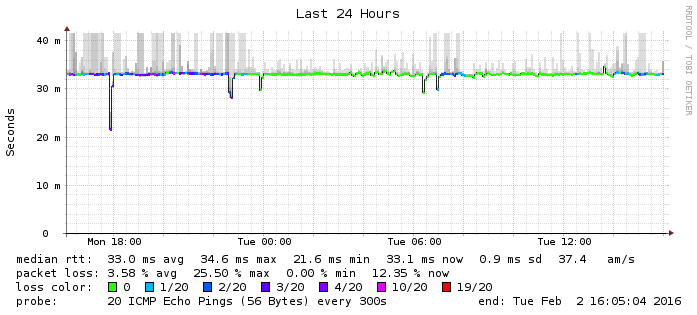 Last 24 Hours
RRDTOOL / TOBI OETIKER
Seconds
40 m
30 m
20 m
10 m
0
Mon 18:00 Tue 00:00 Tue 06:00 Tue 12:00
median rtt: 33.0 ms avg 34.6 ms max 21.6 ms min 33.1 ms now 0.9 ms sd 37.4 am/s
packet loss: 3.58 % avg 25.50 % max 0.00 % min 12.35 % now
loss color: 0 1/20 2/20 3/20 4/20 10/20 19/20
probe: 20 ICMP Echo Pings (56 Bytes) every 300s end: Tue Feb 2 16:05:04 2016